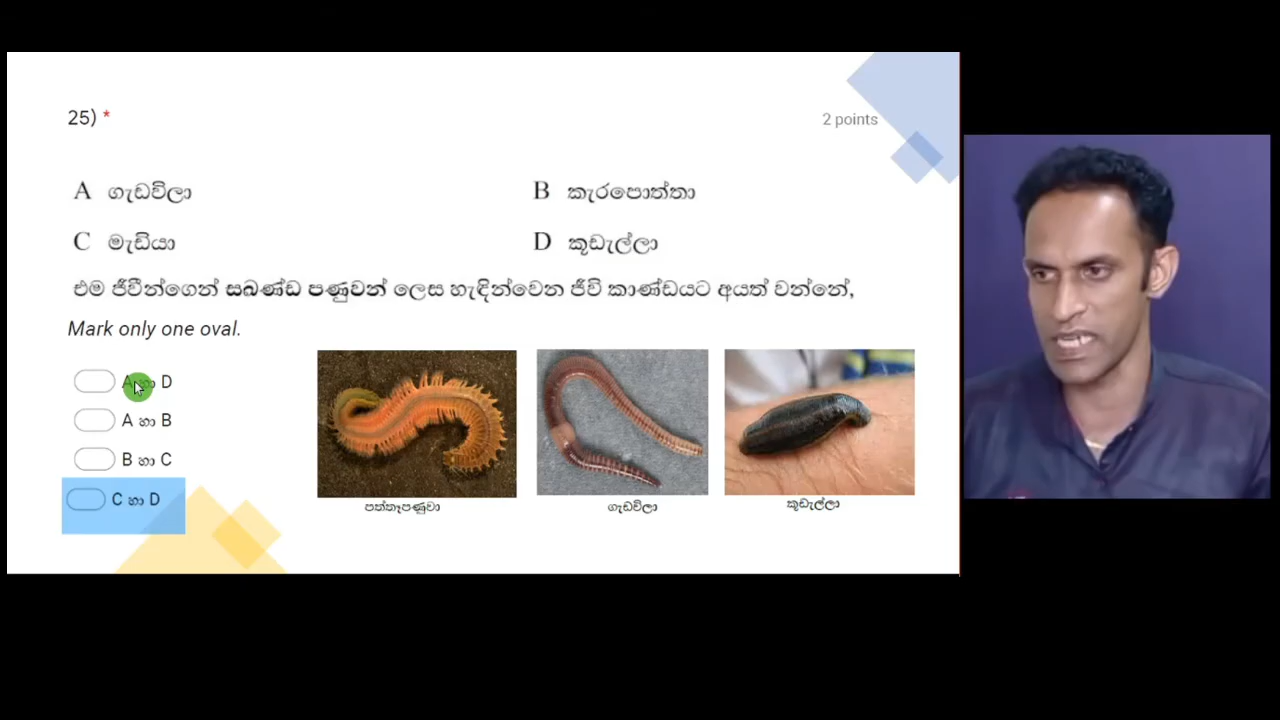 25) *
2 points
A ගැඩවිලා
B කැරපොත්තා
C මැඩියා
D කූඩැල්ලා
එම ජීවීන්ගෙන් සඛණ්ඩ පණුවන් ලෙස හැඳින්වෙන ජීවි කාණ්ඩයට අයත් වන්නේ,
Mark only one oval.
A හා D
A හා B
B හා C
C හා D
පත්තෑපණුවා
ගැඩවිලා
කූඩැල්ලා